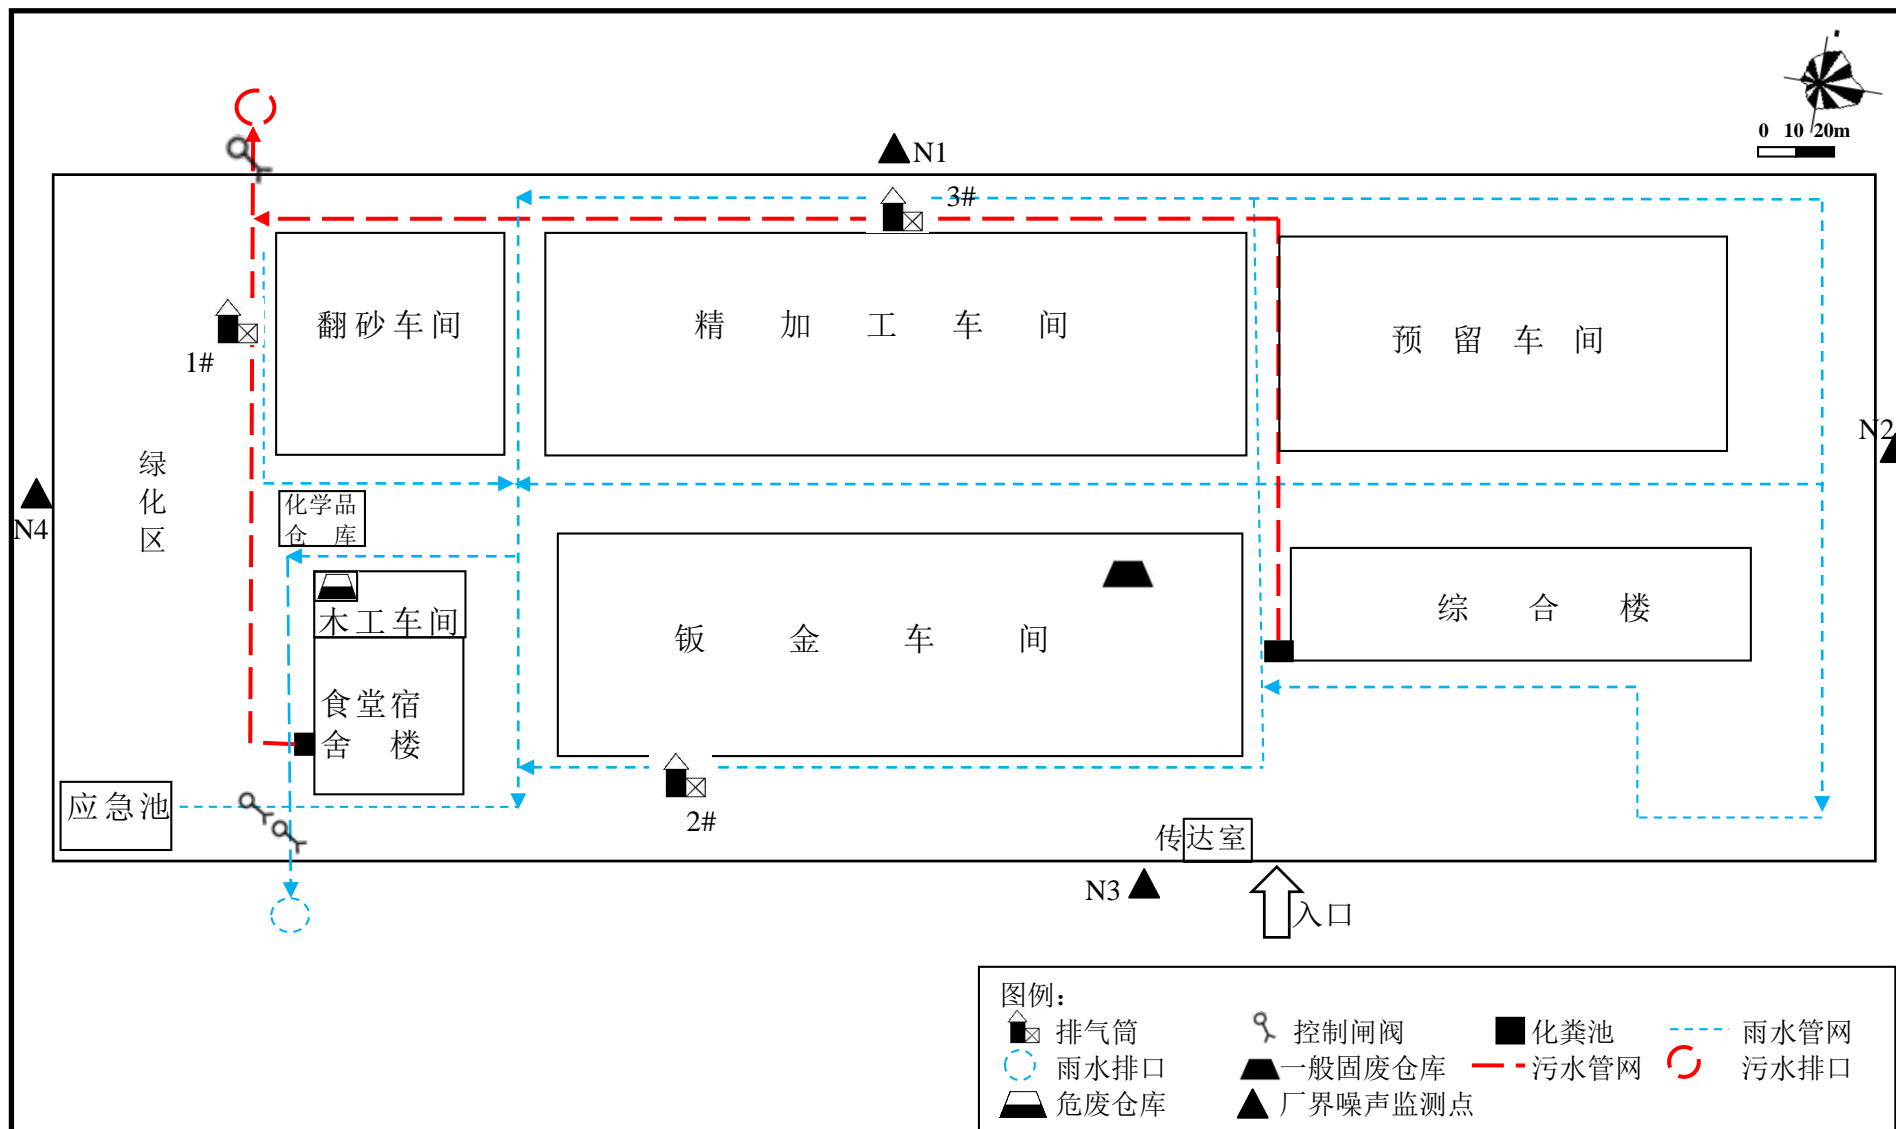 0 10 20m
N1
3#
翻砂车间
精加工车间
预留车间
1#
N2
绿化区
化学品
仓库
N4
木工车间
钣金车间
综合楼
食堂宿
舍楼
应急池
2#
传达室
N3
入口
图例：
排气筒 控制闸阀 化粪池 雨水管网
雨水排口 一般固废仓库 污水管网 污水排口
危废仓库 厂界噪声监测点